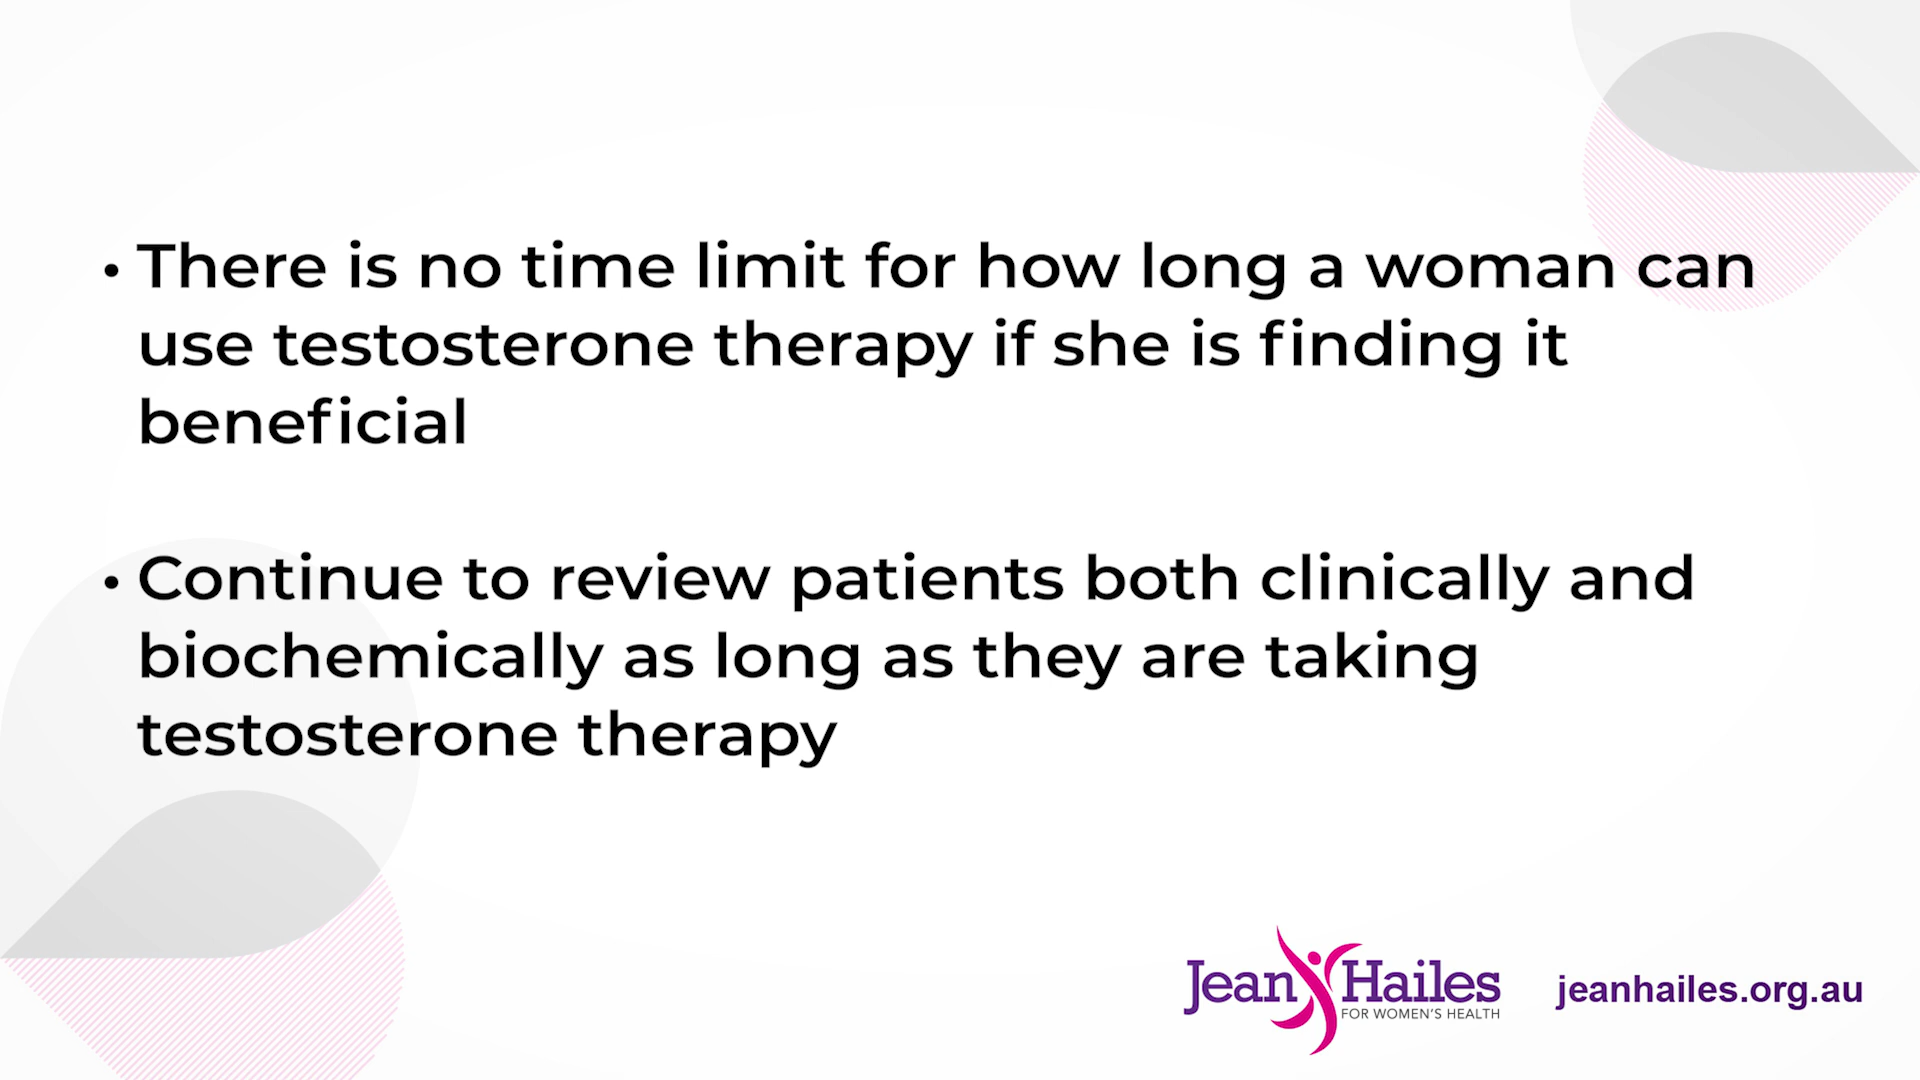 • There is no time limit for how long a woman can
use testosterone therapy if she is finding it
beneficial
• Continue to review patients both clinically and
biochemically as long as they are taking
testosterone therapy
Jean Hailes
FOR WOMEN'S HEALTH
jeanhailes.org.au